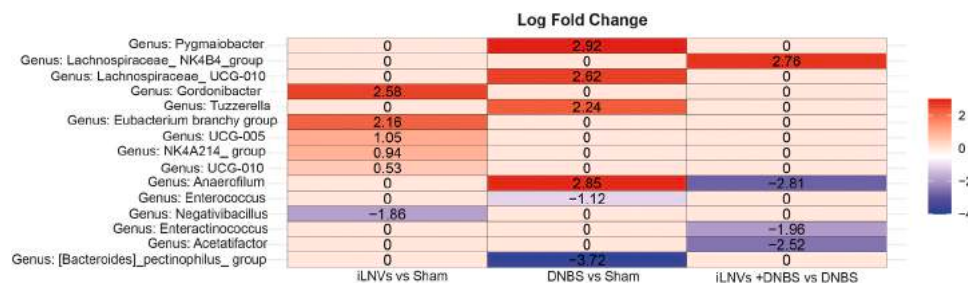 Log Fold Change
Genus: Pygmaiobacter 0 2.92 0
Genus: Lachnospiraceae_ NK4B4_group 0 0 2.76
Genus: Lachnospiraceae_ UCG-010 0 2.62 0
Genus: Gordonibacter 2.58 0 0
Genus: Tuzzerella 0 2.24 0
Genus: Eubacterium branchy group 2.16 0 0
Genus: UCG-005 1.05 0 0
Genus: NK4A214_ group 0.94 0 0
Genus: UCG-010 0.53 0 0
Genus: Anaerofilum 0 2.85 −2.81
Genus: Enterococcus 0 −1.12 0
Genus: Negativibacillus −1.86 0 0
Genus: Enteractinococcus 0 0 −1.96
Genus: Acetatifactor 0 0 −2.52
Genus: [Bacteroides]_pectinophilus_ group 0 −3.72 0
iLNVs vs Sham DNBS vs Sham iLNVs +DNBS vs DNBS
2
0
−2
−4